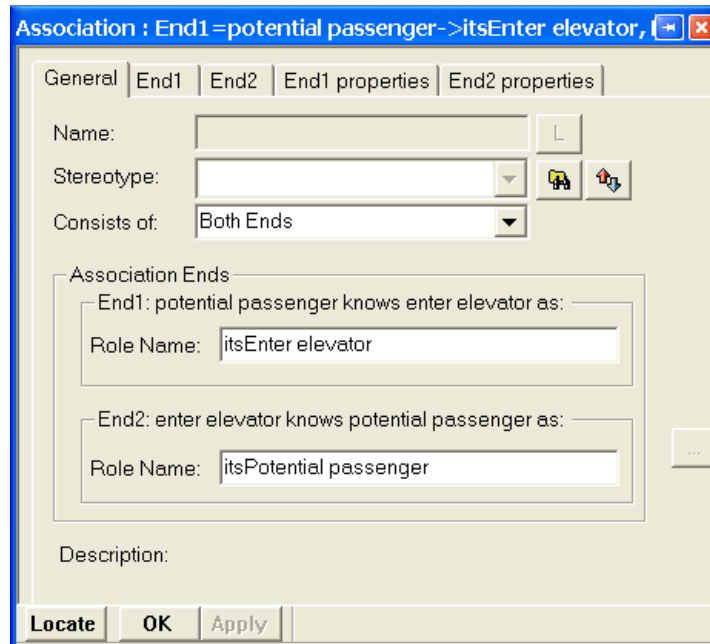 Association : End1=potential passenger->itsEnter elevator,
General End1 End2 End1 properties End2 properties
Name:
L
Stereotype:
Consists of: Both Ends
Association Ends
End1: potential passenger knows enter elevator as:
Role Name: itsEnter elevator
End2: enter elevator knows potential passenger as:
Role Name: itsPotential passenger
...
Description:
Locate OK Apply